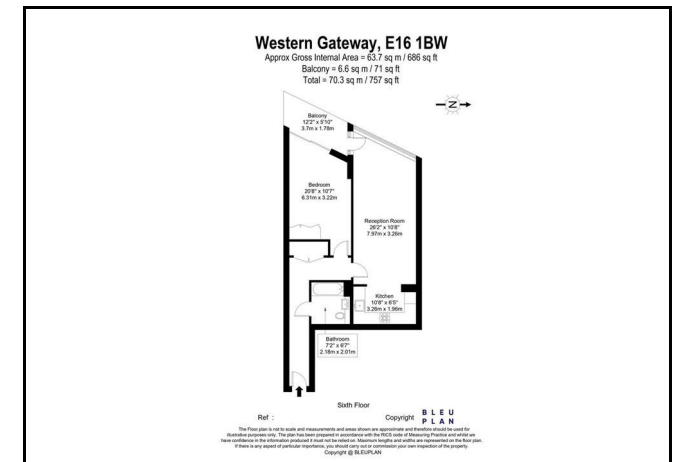 Western Gateway, E16 1BW
Approx Gross Internal Area = 63.7 sq m / 686 sq ft
Balcony = 6.6 sq m / 71 sq ft
Total = 70.3 sq m / 757 sq ft
N
Balcony
12'2" x 5'10"
3.7m x 1.78m
Bedroom
20'8" x 10'7"
6.31m x 3.22m
Reception Room
26'2" x 10'8"
7.97m x 3.26m
Kitchen
10'8" x 6'5"
3.26m x 1.96m
Bathroom
7'2" x 6'7"
2.18m x 2.01m
Sixth Floor
Ref :
Copyright
BLEU
PLAN
The Floor plan is not to scale and measurements and areas shown are approximate and therefore should be used for
illustrative purposes only. The plan has been prepared in accordance with the RICS code of Measuring Practice and whilst we
have confidence in the information produced it must not be relied on. Maximum lengths and widths are represented on the floor plan.
If there is any aspect of particular importance, you should carry out or commission your own inspection of the property.
Copyright @ BLEUPLAN